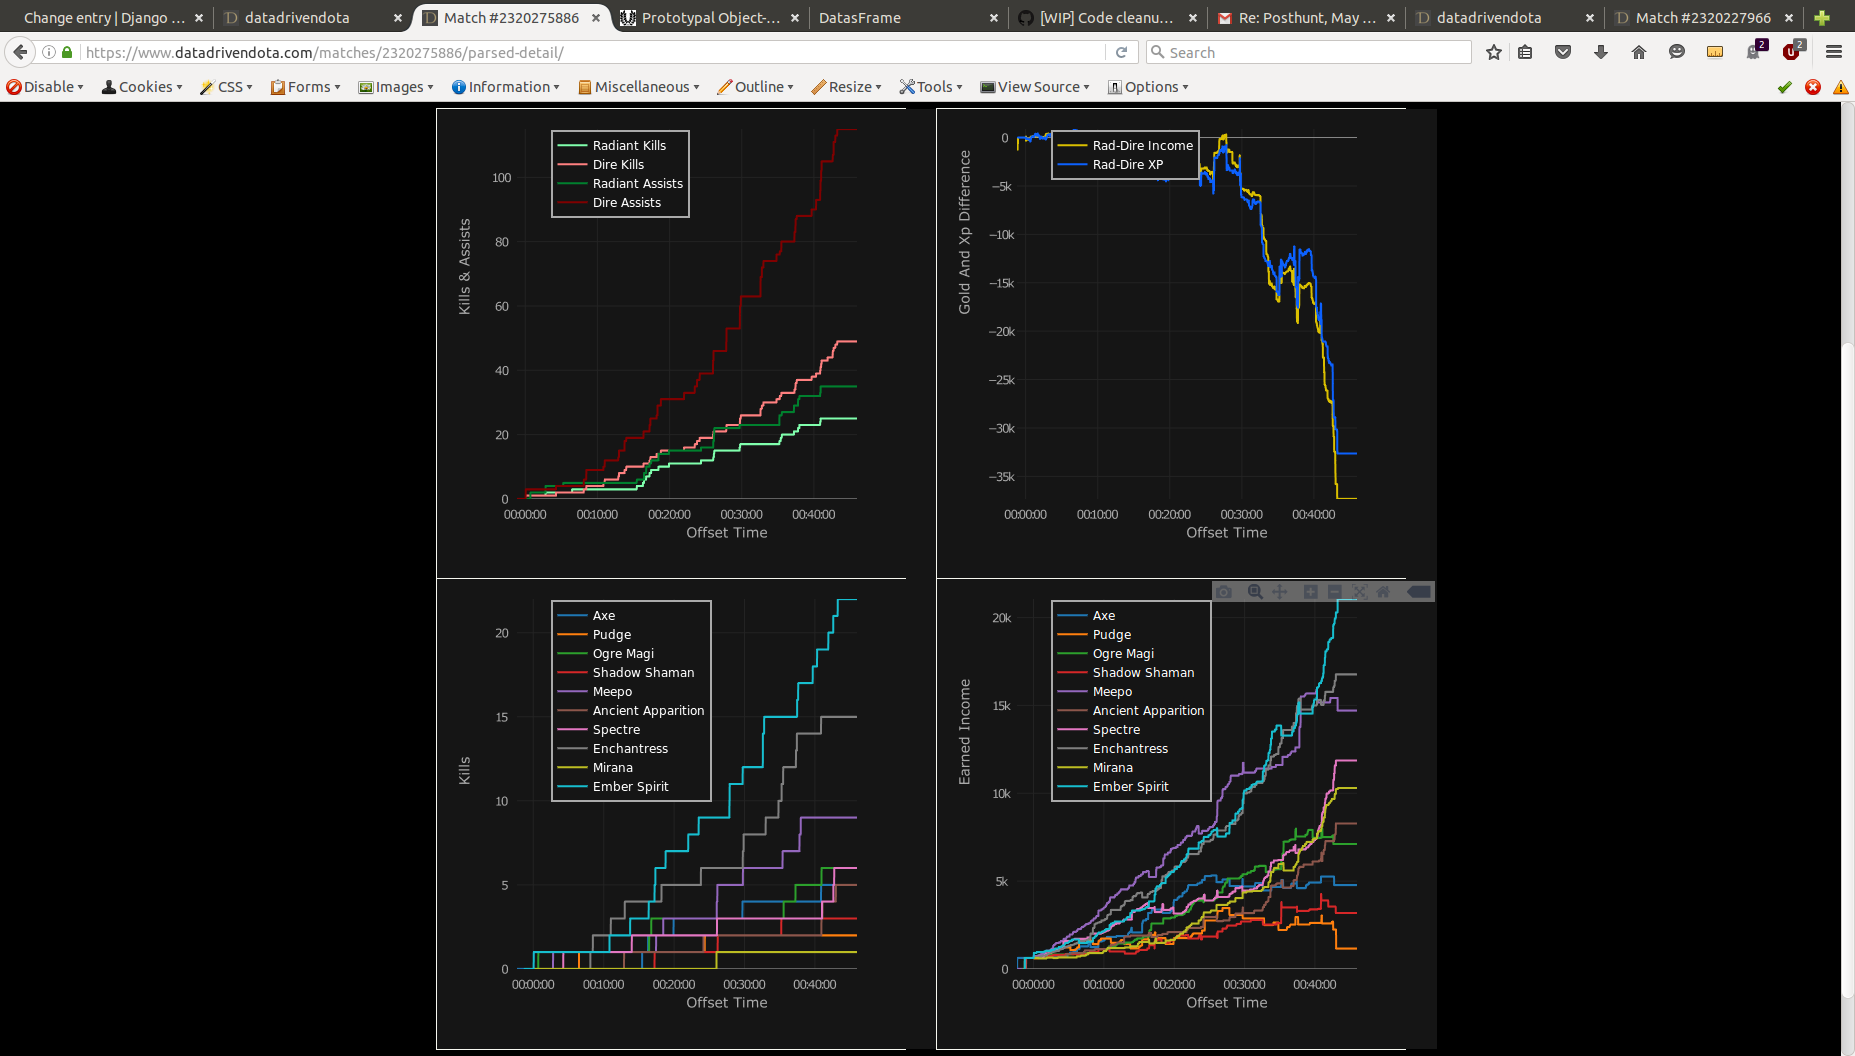 Change entry | Django ...
datadrivendota
Match #2320275886
Prototypal Object-...
DatasFrame
[WIP] Code cleanu...
Re: Posthunt, May ...
datadrivendota
Match #2320227966
https://www.datadrivendota.com/matches/2320275886/parsed-detail/
Search
2
2
Disable
Cookies
CSS
Forms
Images
Information
Miscellaneous
Outline
Resize
Tools
View Source
Options
Radiant Kills
Dire Kills
Radiant Assists
Dire Assists
Kills & Assists
100
80
60
40
20
0
00:00:00 00:10:00 00:20:00 00:30:00 00:40:00
Offset Time
Rad-Dire Income
Rad-Dire XP
Gold And Xp Difference
0
−5k
−10k
−15k
−20k
−25k
−30k
−35k
00:00:00 00:10:00 00:20:00 00:30:00 00:40:00
Offset Time
Axe
Pudge
Ogre Magi
Shadow Shaman
Meepo
Ancient Apparition
Spectre
Enchantress
Mirana
Ember Spirit
Kills
20
15
10
5
0
00:00:00 00:10:00 00:20:00 00:30:00 00:40:00
Offset Time
Axe
Pudge
Ogre Magi
Shadow Shaman
Meepo
Ancient Apparition
Spectre
Enchantress
Mirana
Ember Spirit
Earned Income
20k
15k
10k
5k
0
00:00:00 00:10:00 00:20:00 00:30:00 00:40:00
Offset Time